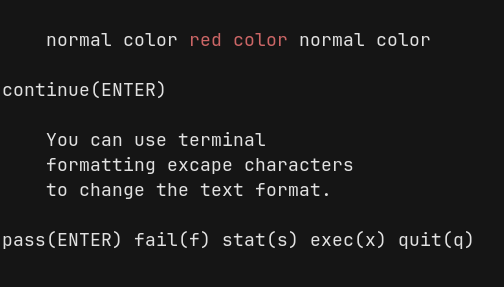 normal color red color normal color
continue(ENTER)
You can use terminal
formatting excape characters
to change the text format.
pass(ENTER) fail(f) stat(s) exec(x) quit(q)